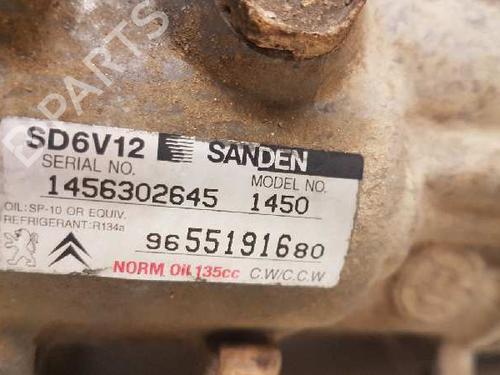 SD6V12 SANDEN
SERIAL NO. MODEL NO.
1456302645 1450
OIL: SP-10 OR EQUIV.
REFRIGERANT: R134a
9655191680
NORM OIL 135cc C.W/C.C.W